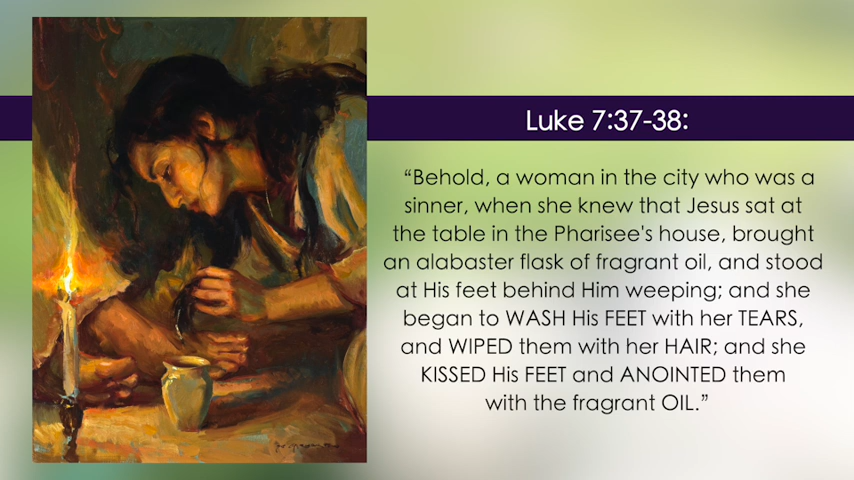 Luke 7:37-38:
“Behold, a woman in the city who was a
sinner, when she knew that Jesus sat at
the table in the Pharisee's house, brought
an alabaster flask of fragrant oil, and stood
at His feet behind Him weeping; and she
began to WASH His FEET with her TEARS,
and WIPED them with her HAIR; and she
KISSED His FEET and ANOINTED them
with the fragrant OIL.”